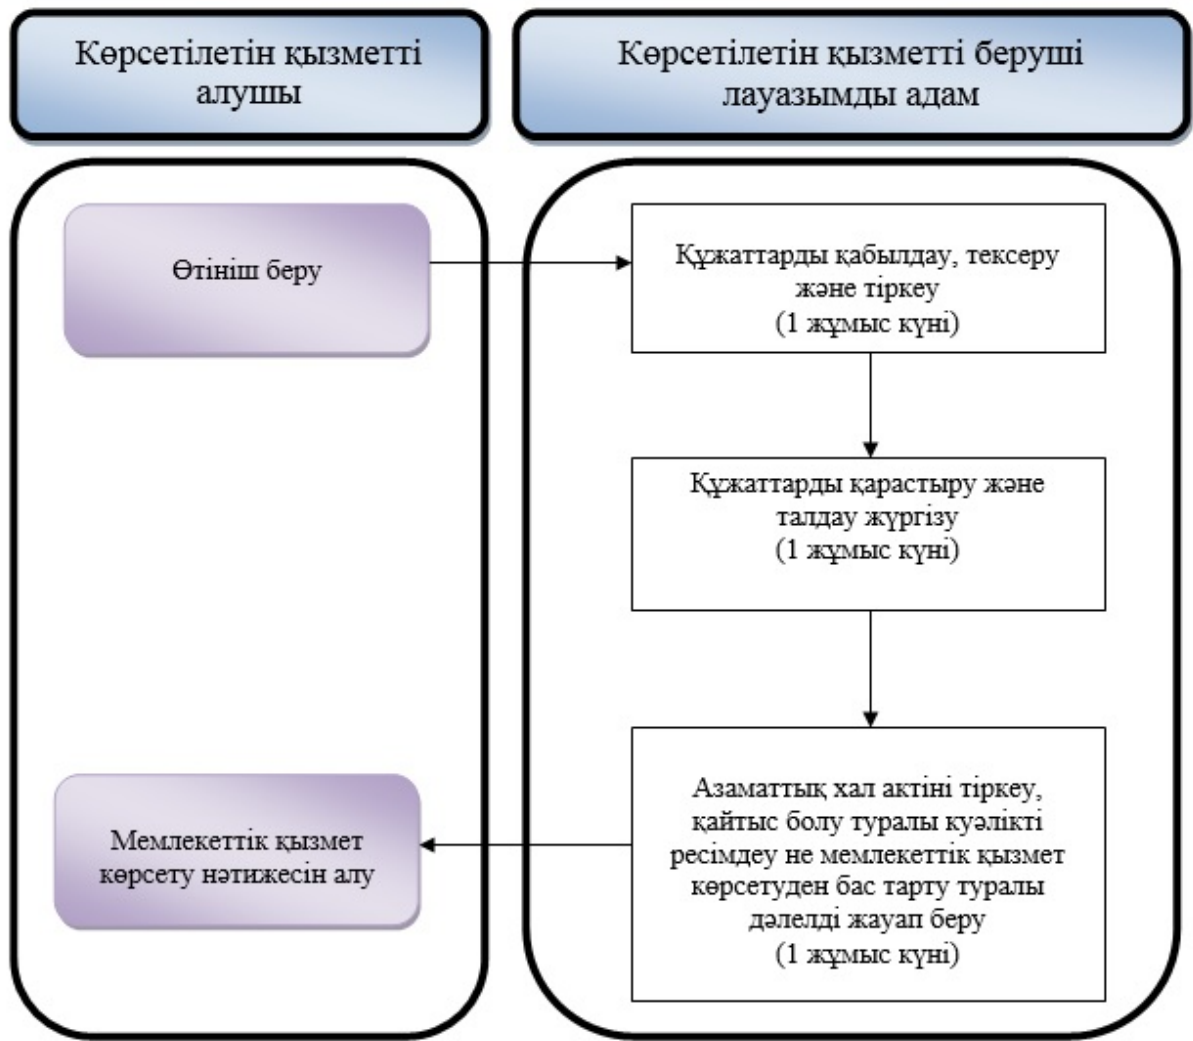 Көрсетілетін қызметті
алушы
Көрсетілетін қызметті беруші
лауазымды адам
Өтініш беру
Құжаттарды қабылдау, тексеру
және тіркеу
(1 жұмыс күні)
Құжаттарды қарастыру және
талдау жүргізу
(1 жұмыс күні)
Азаматтық хал актіні тіркеу,
қайтыс болу туралы куәлікті
ресімдеу не мемлекеттік қызмет
көрсетуден бас тарту туралы
дәлелді жауап беру
(1 жұмыс күні)
Мемлекеттік қызмет
көрсету нәтижесін алу